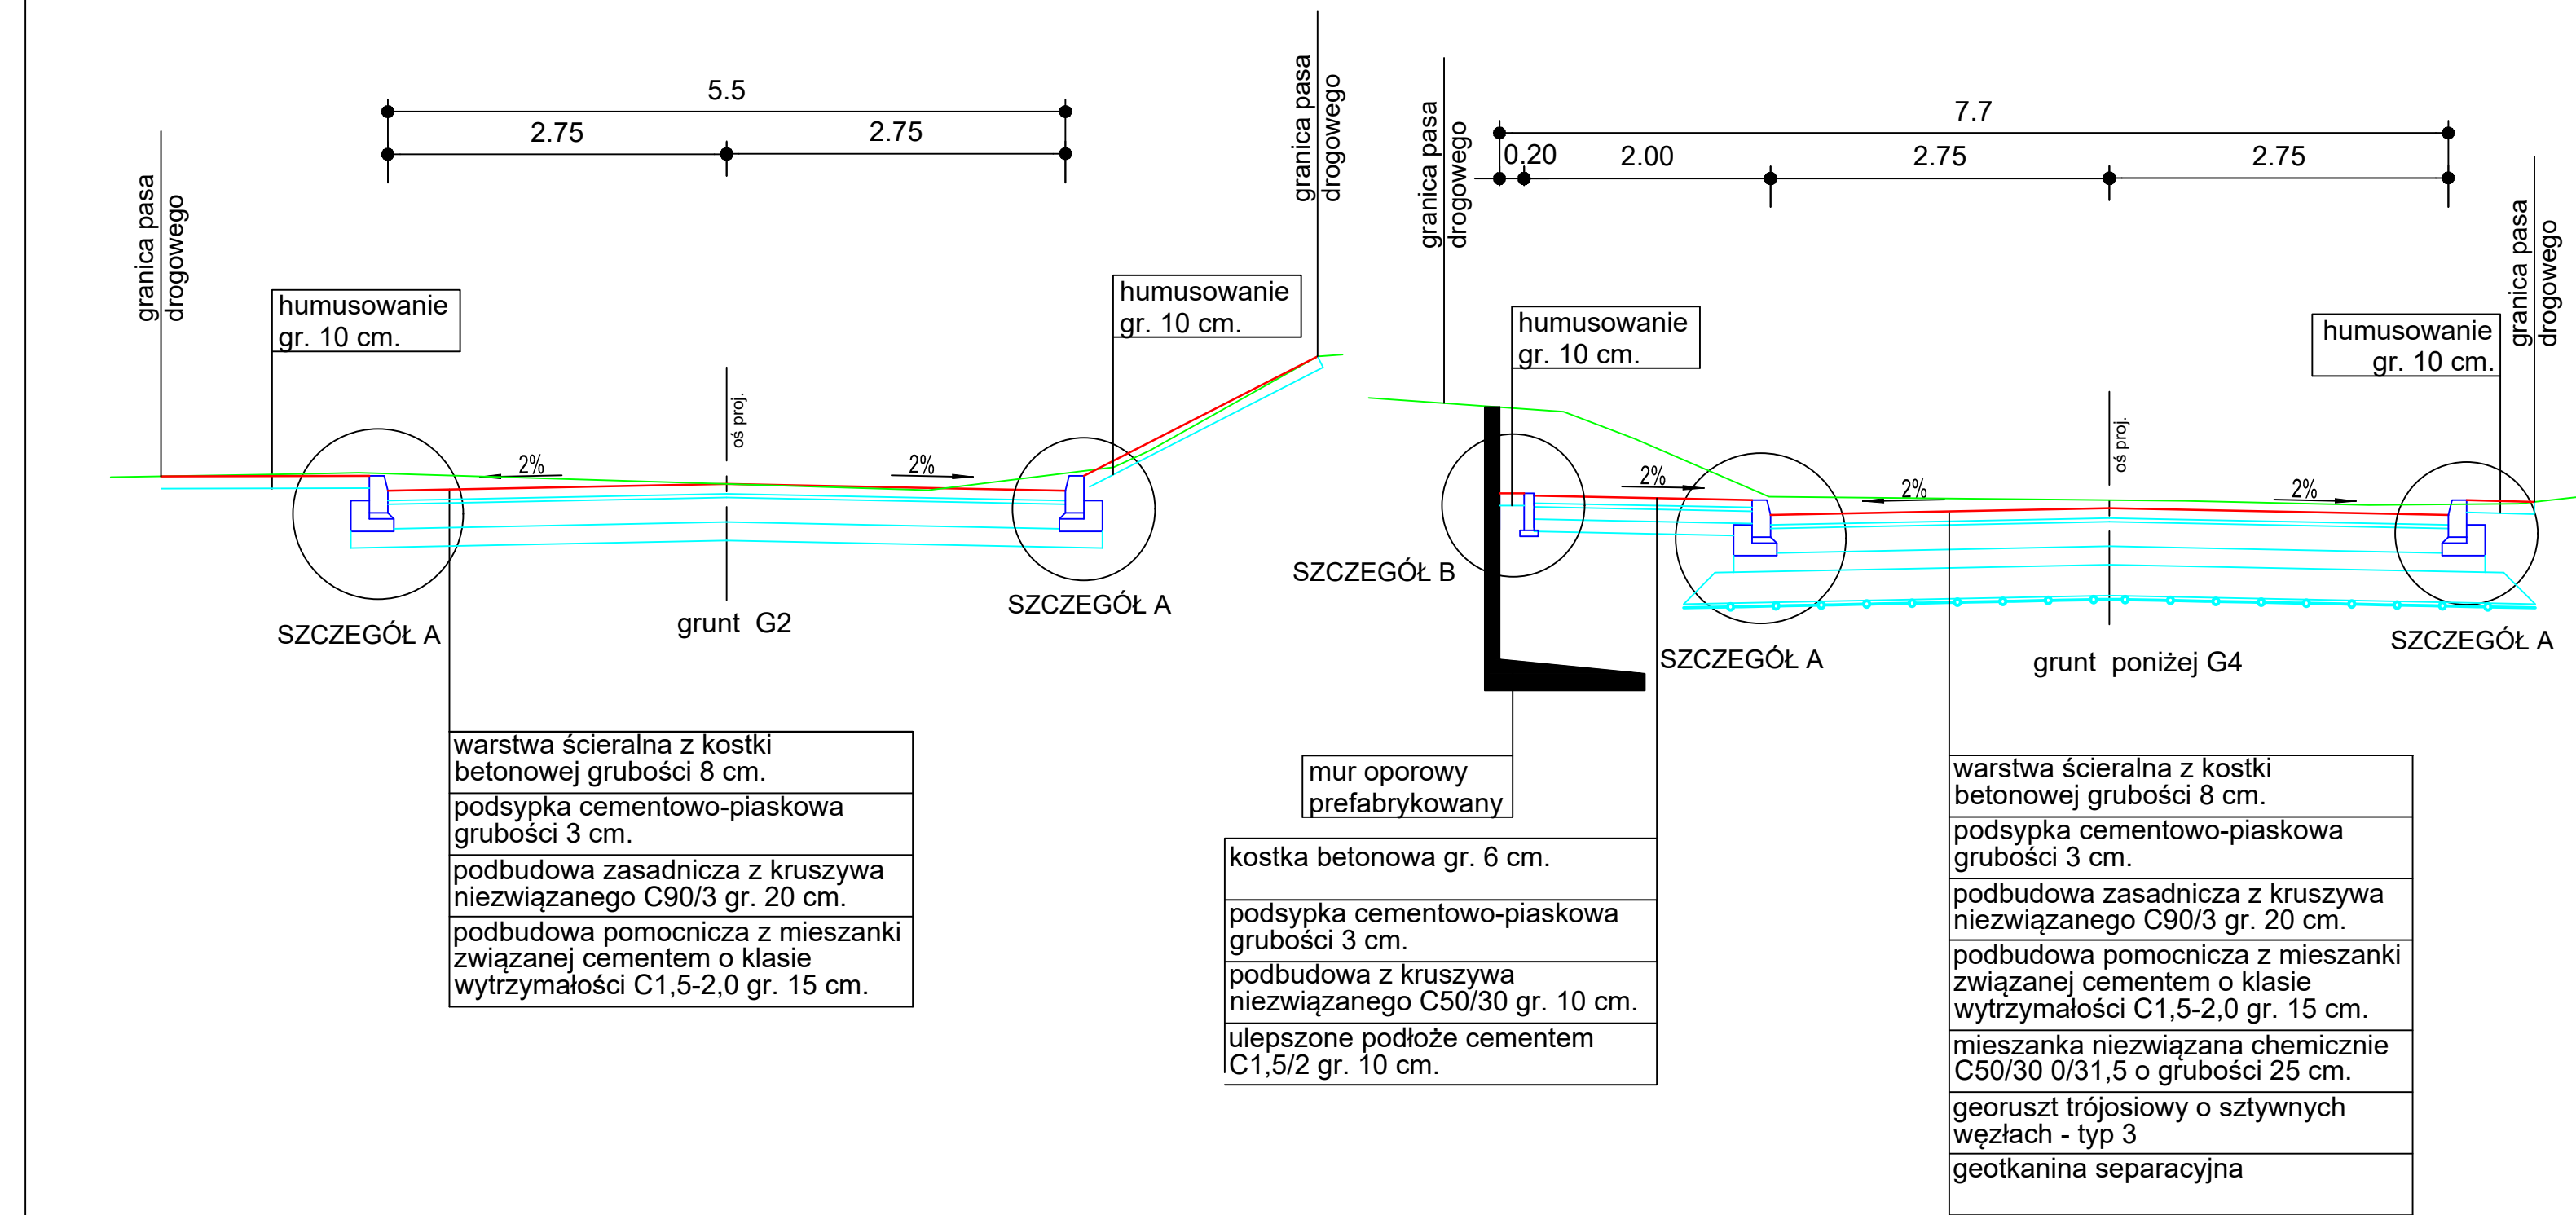 5.5
2.75
2.75
granica pasa
drogowego
granica pasa
drogowego
humusowanie
gr. 10 cm.
humusowanie
gr. 10 cm.
oś proj.
2%
2%
SZCZEGÓŁ A
SZCZEGÓŁ A
grunt G2
warstwa ścieralna z kostki
betonowej grubości 8 cm.
podsypka cementowo-piaskowa
grubości 3 cm.
podbudowa zasadnicza z kruszywa
niezwiązanego C90/3 gr. 20 cm.
podbudowa pomocnicza z mieszanki
związanej cementem o klasie
wytrzymałości C1,5-2,0 gr. 15 cm.
7.7
0.20
2.00
2.75
2.75
granica pasa
drogowego
granica pasa
drogowego
humusowanie
gr. 10 cm.
humusowanie
gr. 10 cm.
oś proj.
2%
2%
2%
SZCZEGÓŁ B
SZCZEGÓŁ A
SZCZEGÓŁ A
grunt poniżej G4
mur oporowy
prefabrykowany
kostka betonowa gr. 6 cm.
podsypka cementowo-piaskowa
grubości 3 cm.
podbudowa z kruszywa
niezwiązanego C50/30 gr. 10 cm.
ulepszone podłoże cementem
C1,5/2 gr. 10 cm.
warstwa ścieralna z kostki
betonowej grubości 8 cm.
podsypka cementowo-piaskowa
grubości 3 cm.
podbudowa zasadnicza z kruszywa
niezwiązanego C90/3 gr. 20 cm.
podbudowa pomocnicza z mieszanki
związanej cementem o klasie
wytrzymałości C1,5-2,0 gr. 15 cm.
mieszanka niezwiązana chemicznie
C50/30 0/31,5 o grubości 25 cm.
georuszt trójosiowy o sztywnych
węzłach - typ 3
geotkanina separacyjna